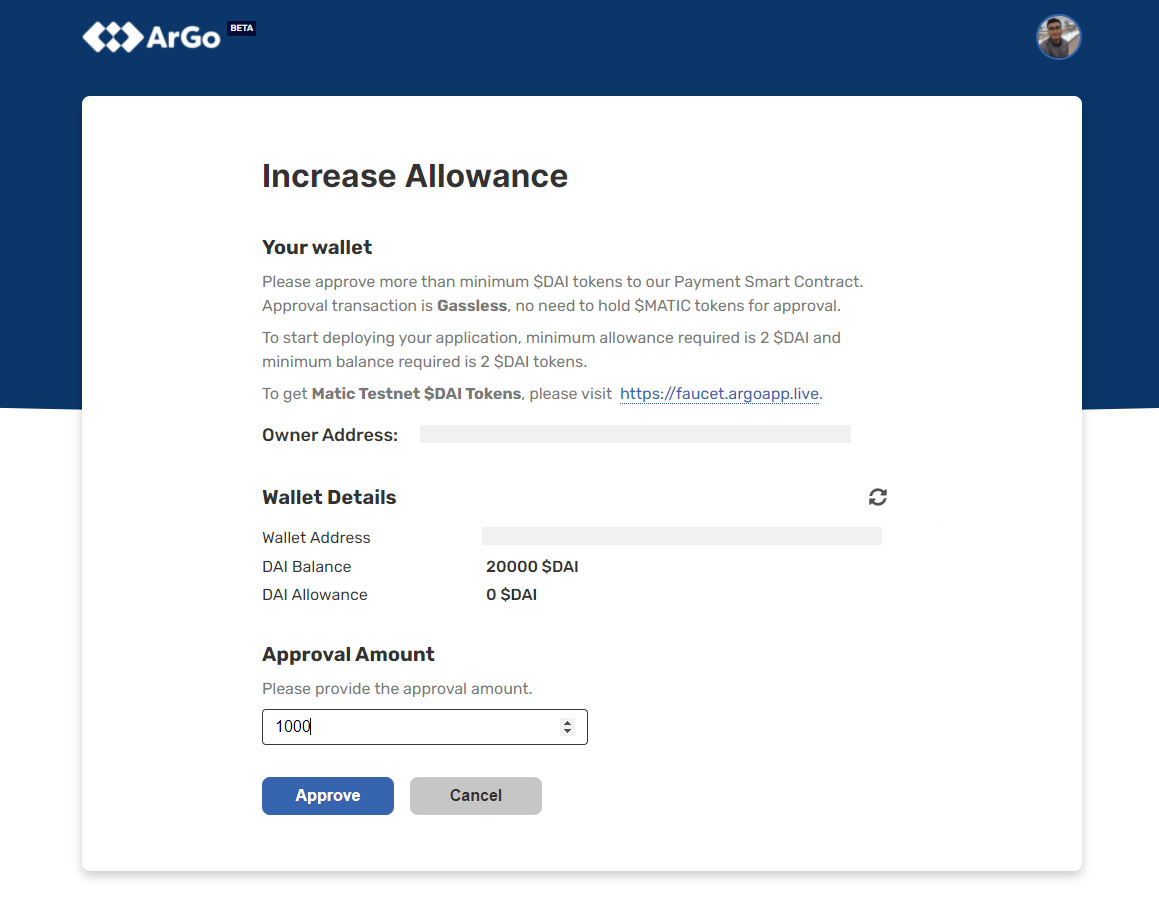 ArGo BETA
Increase Allowance
Your wallet
Please approve more than minimum $DAI tokens to our Payment Smart Contract.
Approval transaction is Gassless, no need to hold $MATIC tokens for approval.
To start deploying your application, minimum allowance required is 2 $DAI and
minimum balance required is 2 $DAI tokens.
To get Matic Testnet $DAI Tokens, please visit https://faucet.argoapp.live.
Owner Address:
Wallet Details
Wallet Address
DAI Balance 20000 $DAI
DAI Allowance 0 $DAI
Approval Amount
Please provide the approval amount.
1000
Approve Cancel